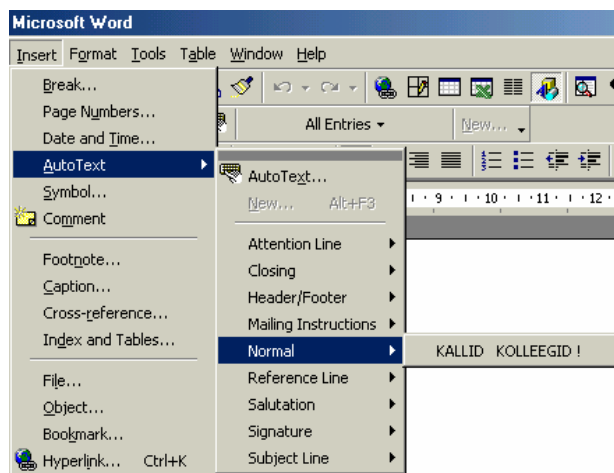 Microsoft Word
Insert Format Tools Table Window Help
All Entries New...
9 10 11 12
Break...
Page Numbers...
Date and Time...
AutoText
Symbol...
Comment
Footnote...
Caption...
Cross-reference...
Index and Tables...
File...
Object...
Bookmark...
Hyperlink... Ctrl+K
AutoText...
New... Alt+F3
Attention Line
Closing
Header/Footer
Mailing Instructions
Normal
Reference Line
Salutation
Signature
Subject Line
KALLID KOLLEEGID !